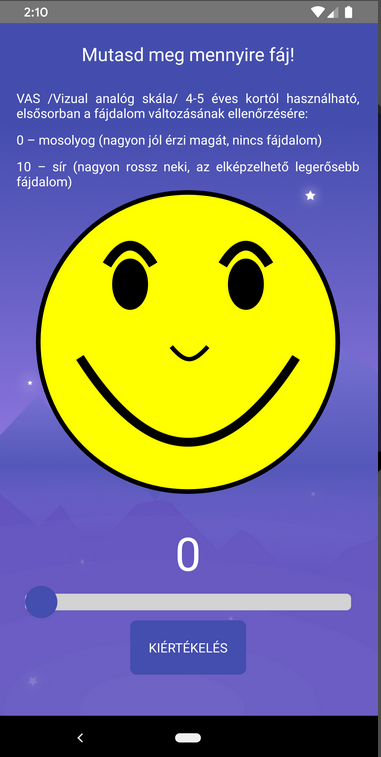 2:10
Mutasd meg mennyire fáj!
VAS /Vizual analóg skála/ 4-5 éves kortól használható,
elsősorban a fájdalom változásának ellenőrzésére:
0 – mosolyog (nagyon jól érzi magát, nincs fájdalom)
10 – sír (nagyon rossz neki, az elképzelhető legerősebb
fájdalom)
0
KIÉRTÉKELÉS